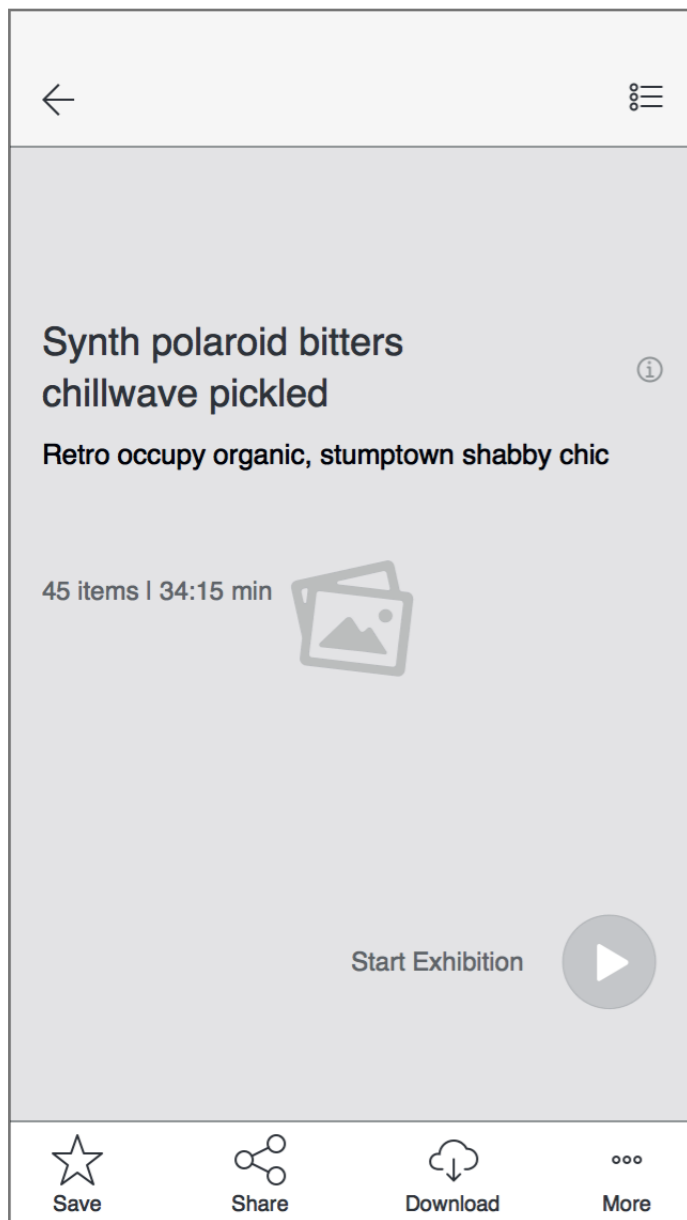 Synth polaroid bitters
chillwave pickled
Retro occupy organic, stumptown shabby chic
45 items | 34:15 min
Start Exhibition
Save
Share
Download
More